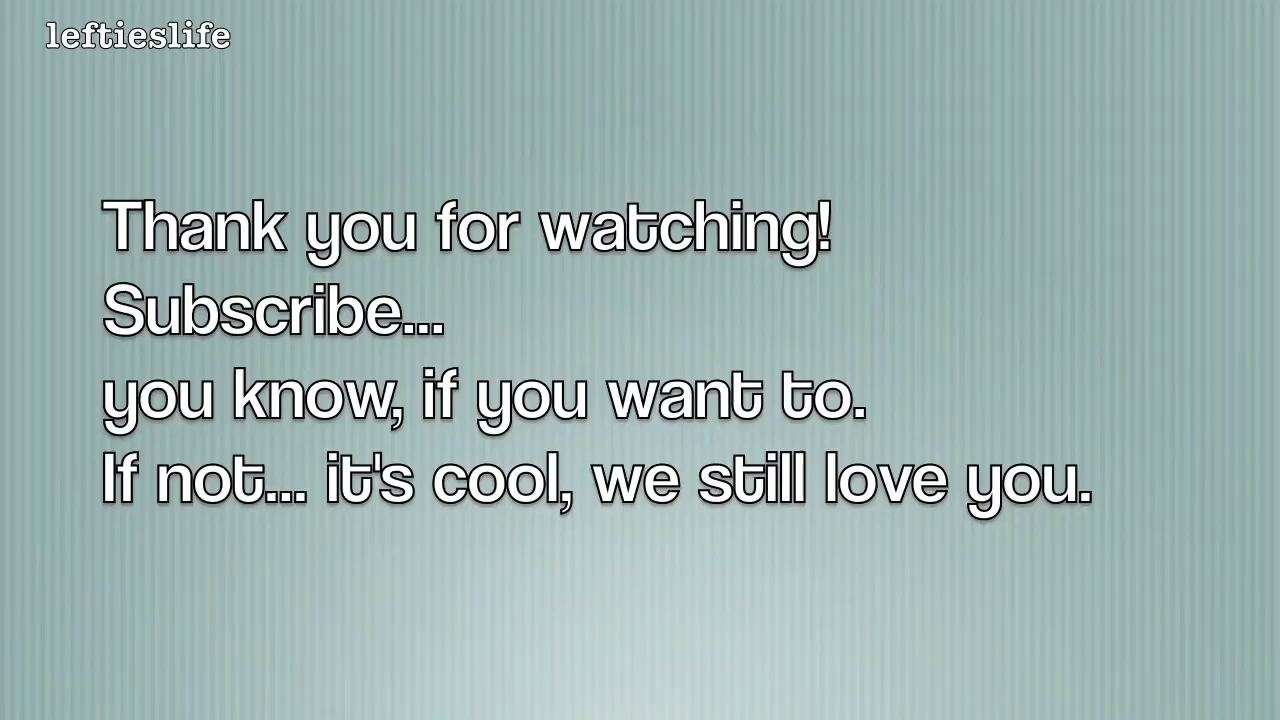 leftieslife
Thank you for watching!
Subscribe...
you know, if you want to.
If not... it's cool, we still love you.